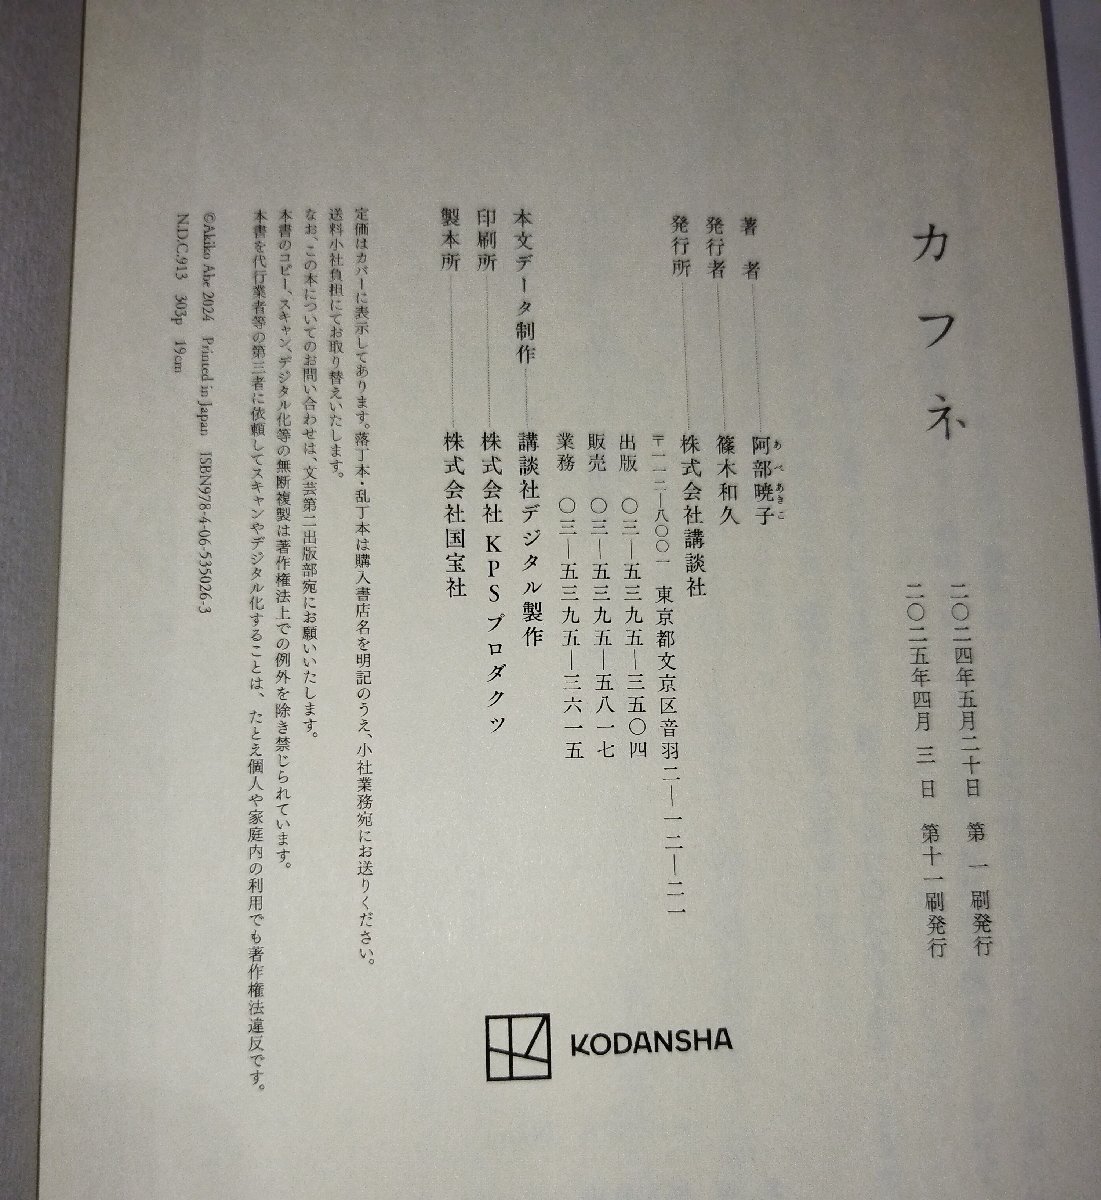 カフネ
二〇二四年五月二十日　第一刷発行
二〇二五年四月三日　第十一刷発行
著者 阿部暁子
あべあきこ
発行者 篠木和久
発行所 株式会社講談社
〒一一二―八〇〇一　東京都文京区音羽二―一二―二一
出版　〇三―五三九五―三五〇四
販売　〇三―五三九五―五八一七
業務　〇三―五三九五―三六一五
本文データ制作 講談社デジタル製作
印刷所 株式会社KPSプロダクツ
製本所 株式会社国宝社
定価はカバーに表示してあります。落丁本・乱丁本は購入書店名を明記のうえ、小社業務宛にお送りください。
送料小社負担にてお取り替えいたします。
なお、この本についてのお問い合わせは、文芸第二出版部宛にお願いいたします。
本書のコピー、スキャン、デジタル化等の無断複製は著作権法上での例外を除き禁じられています。
本書を代行業者等の第三者に依頼してスキャンやデジタル化することは、たとえ個人や家庭内の利用でも著作権法違反です。
©Akiko Abe 2024　Printed in Japan　ISBN978-4-06-535026-3
N.D.C.913　303p　19cm
KODANSHA